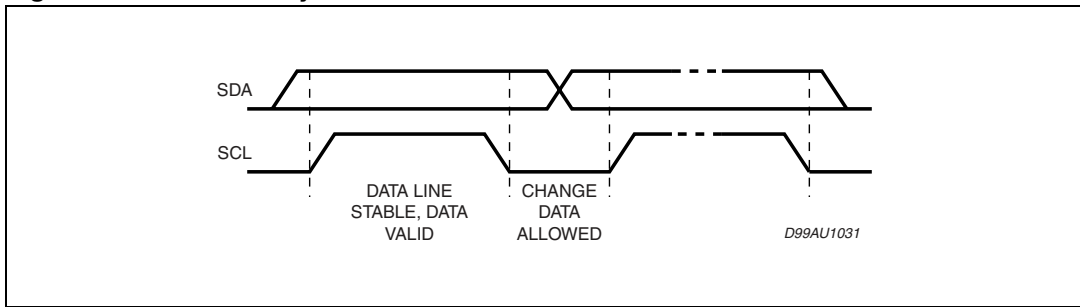 SDA
SCL
DATA LINE
STABLE, DATA
VALID
CHANGE
DATA
ALLOWED
D99AU1031